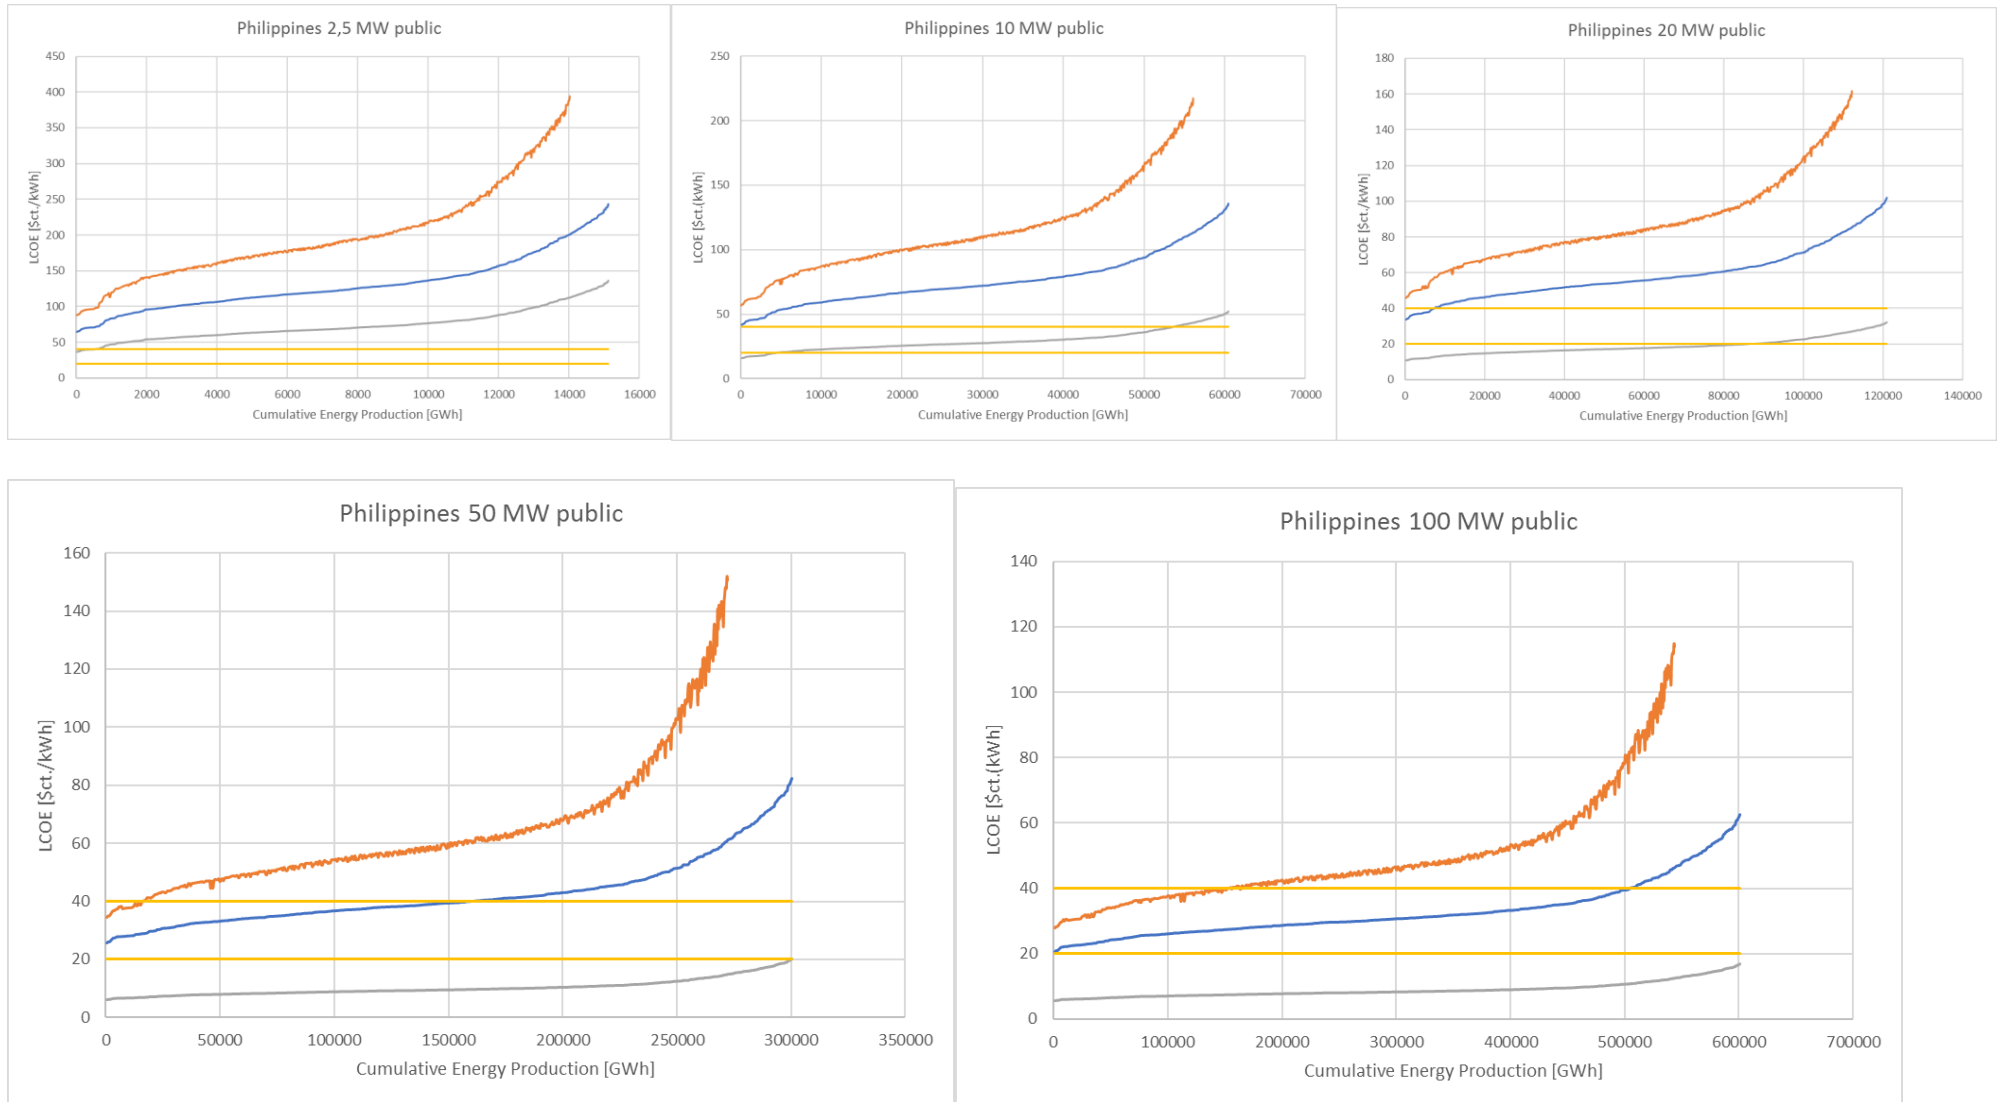 Philippines 2,5 MW public
450
400
350
300
250
200
150
100
50
0
LCOE [$ct./kWh]
0 2000 4000 6000 8000 10000 12000 14000 16000
Cumulative Energy Production [GWh]
Philippines 10 MW public
250
200
150
100
50
0
LCOE [$ct.(kWh]
0 10000 20000 30000 40000 50000 60000 70000
Cumulative Energy Production [GWh]
Philippines 20 MW public
180
160
140
120
100
80
60
40
20
0
LCOE [$ct./kWh]
0 20000 40000 60000 80000 100000 120000 140000
Cumulative Energy Production [GWh]
Philippines 50 MW public
160
140
120
100
80
60
40
20
0
LCOE [$ct./kWh]
0 50000 100000 150000 200000 250000 300000 350000
Cumulative Energy Production [GWh]
Philippines 100 MW public
140
120
100
80
60
40
20
0
LCOE [$ct.(kWh]
0 100000 200000 300000 400000 500000 600000 700000
Cumulative Energy Production [GWh]